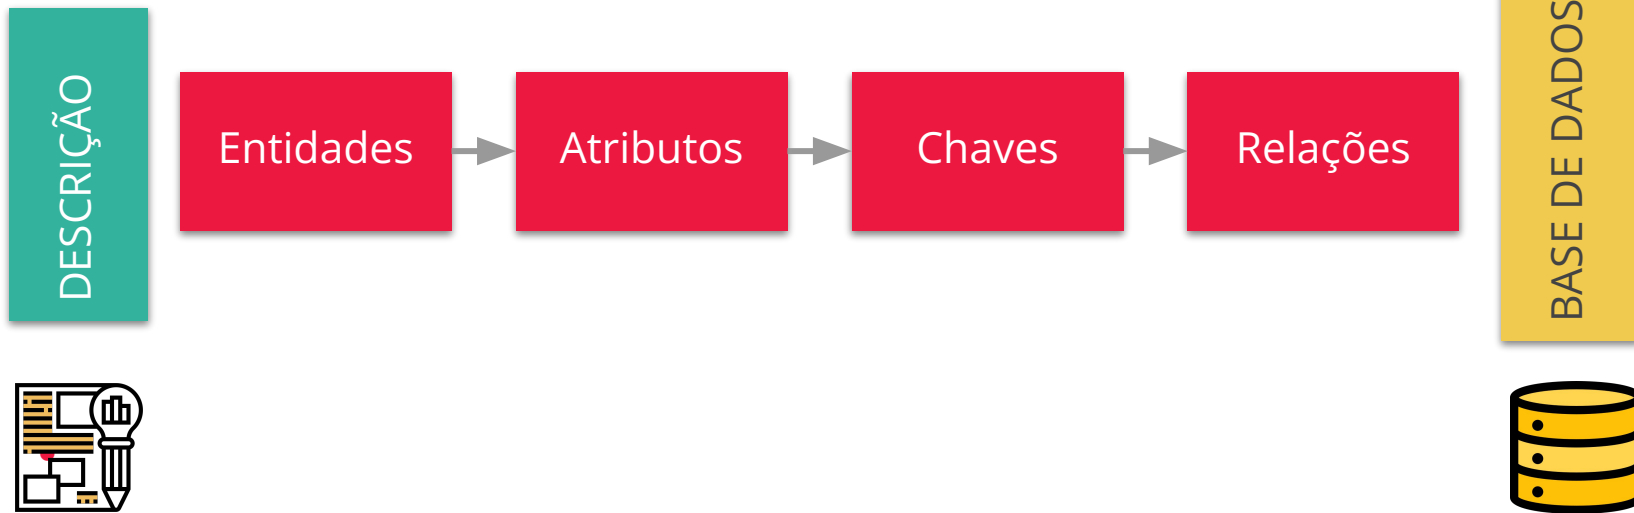 DESCRIÇÃO
Entidades
Atributos
Chaves
Relações
BASE DE DADOS